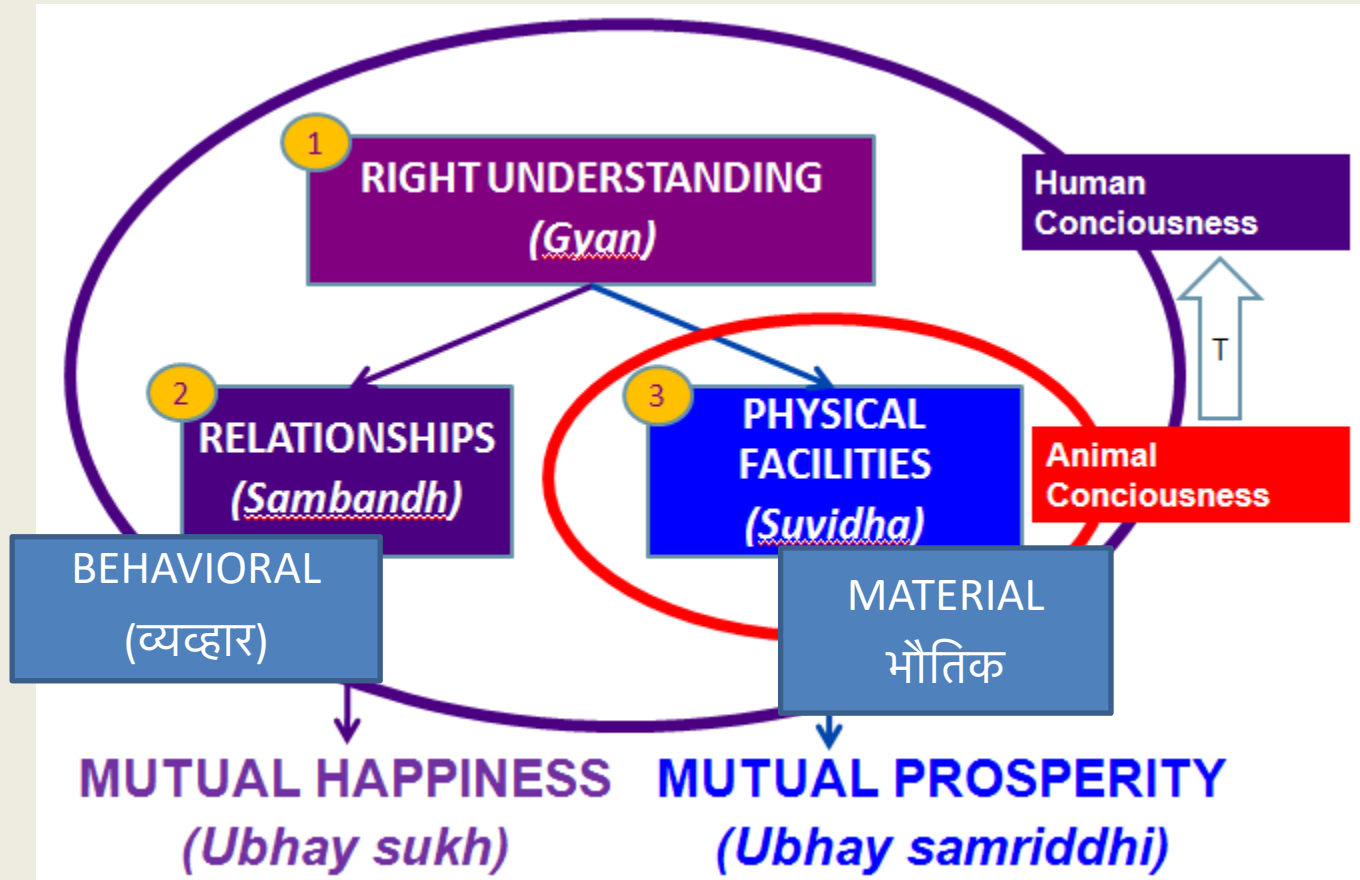 1
RIGHT UNDERSTANDING
(Gyan)
Human
Conciousness
T
2
RELATIONSHIPS
(Sambandh)
3
PHYSICAL
FACILITIES
(Suvidha)
Animal
Conciousness
BEHAVIORAL
(व्यव्हार)
MATERIAL
भौतिक
MUTUAL HAPPINESS
(Ubhay sukh)
MUTUAL PROSPERITY
(Ubhay samriddhi)